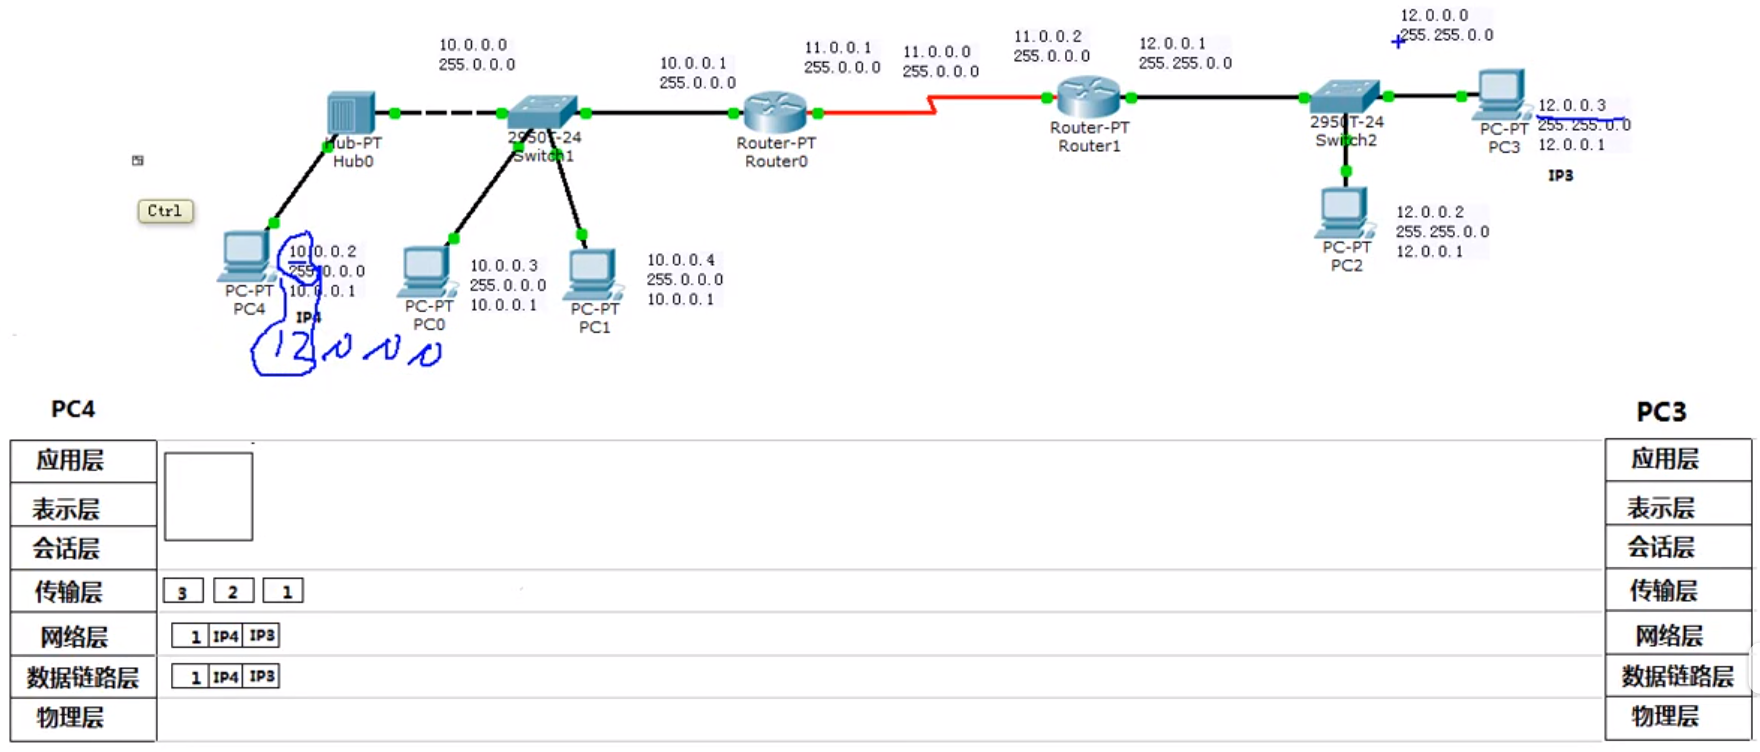 10.0.0.0
255.0.0.0
10.0.0.1
255.0.0.0
11.0.0.1
255.0.0.0
11.0.0.0
255.0.0.0
11.0.0.2
255.0.0.0
12.0.0.1
255.255.0.0
12.0.0.0
255.255.0.0
Hub-PT
Hub0
2950T-24
Switch1
Router-PT
Router0
Router-PT
Router1
2950T-24
Switch2
PC-PT
PC3
12.0.0.3
255.255.0.0
12.0.0.1
IP3
Ctrl
PC-PT
PC4
10.0.0.2
255.0.0.0
10.0.0.1
IP4
12.0.0.0
PC-PT
PC0
10.0.0.3
255.0.0.0
10.0.0.1
PC-PT
PC1
10.0.0.4
255.0.0.0
10.0.0.1
PC-PT
PC2
12.0.0.2
255.255.0.0
12.0.0.1
PC4
PC3
应用层
应用层
表示层
表示层
会话层
会话层
传输层 3 2 1
传输层
网络层 1 IP4 IP3
网络层
数据链路层 1 IP4 IP3
数据链路层
物理层
物理层